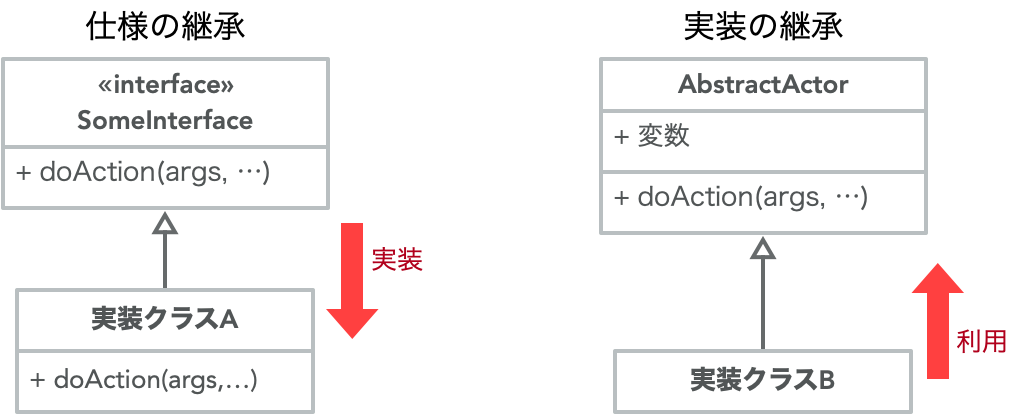 仕様の継承
«interface»
SomeInterface
+ doAction(args, …)
実装
実装クラスA
+ doAction(args,…)
実装の継承
AbstractActor
+ 変数
+ doAction(args, …)
利用
実装クラスB